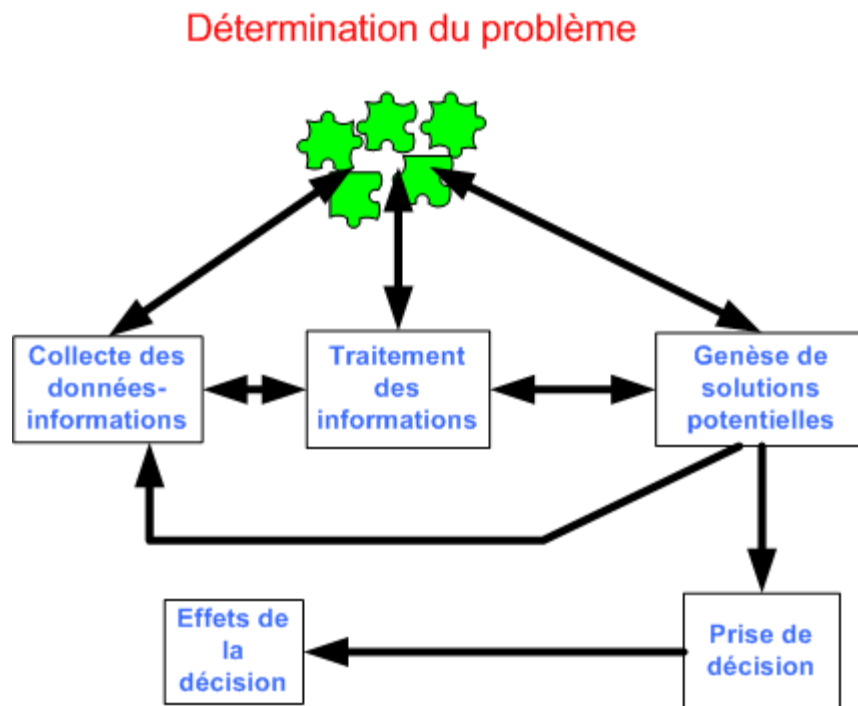 Détermination du problème
Collecte des
données-
informations
Traitement
des
informations
Genèse de
solutions
potentielles
Effets de
la
décision
Prise de
décision